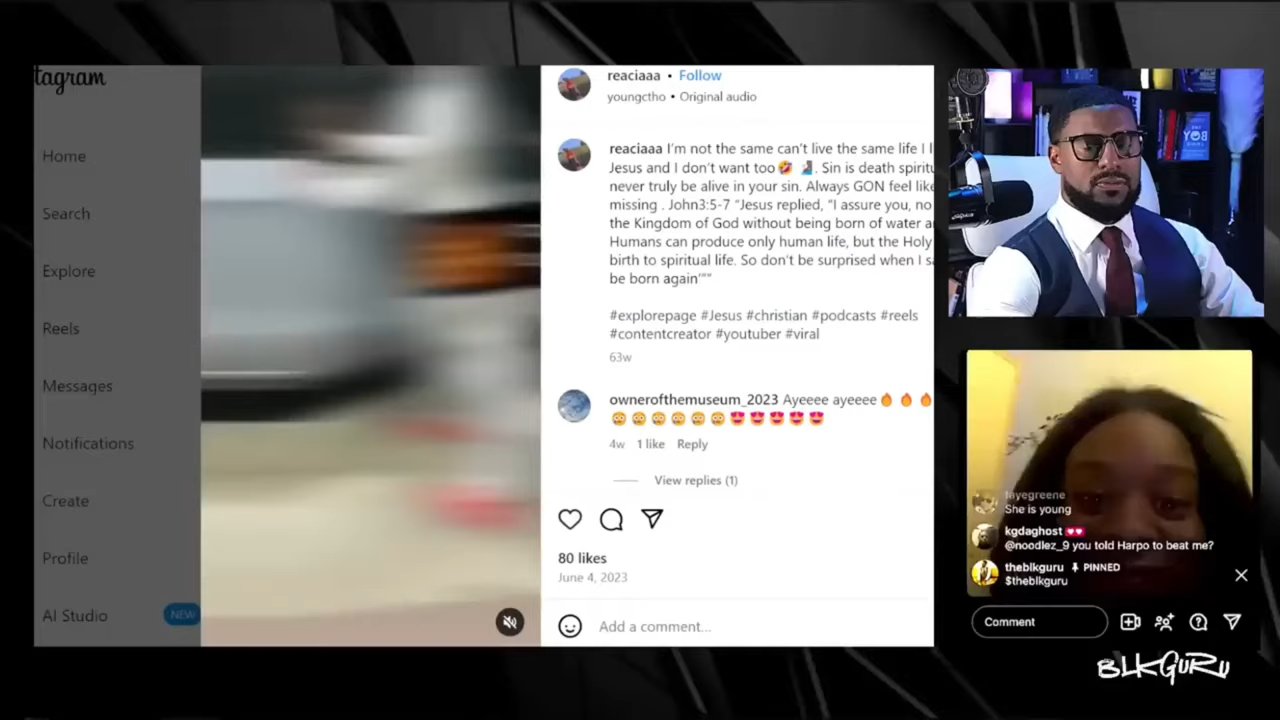 tagram
Home
Search
Explore
Reels
Messages
Notifications
Create
Profile
AI Studio
NEW
reaciaaa • Follow
youngctho • Original audio
reaciaaa I'm not the same can't live the same life I l
Jesus and I don't want too 🤣 . Sin is death spiritu
never truly be alive in your sin. Always GON feel like
missing . John3:5-7 “Jesus replied, “I assure you, no
the Kingdom of God without being born of water a
Humans can produce only human life, but the Holy
birth to spiritual life. So don't be surprised when I s
be born again’””
#explorepage #Jesus #christian #podcasts #reels
#contentcreator #youtuber #viral
63w
ownerofthemuseum_2023 Ayeeee ayeeee 🔥 🔥 🔥
😳 😳 😳 😳 😳 😳 😍 😍 😍 😍 😍
4w 1 like Reply
View replies (1)
80 likes
June 4, 2023
Add a comment...
BOY
fayegreene
She is young
kgdaghost 💕
@noodlez_9 you told Harpo to beat me?
theblkguru PINNED
$theblkguru
Comment
BLKGURU